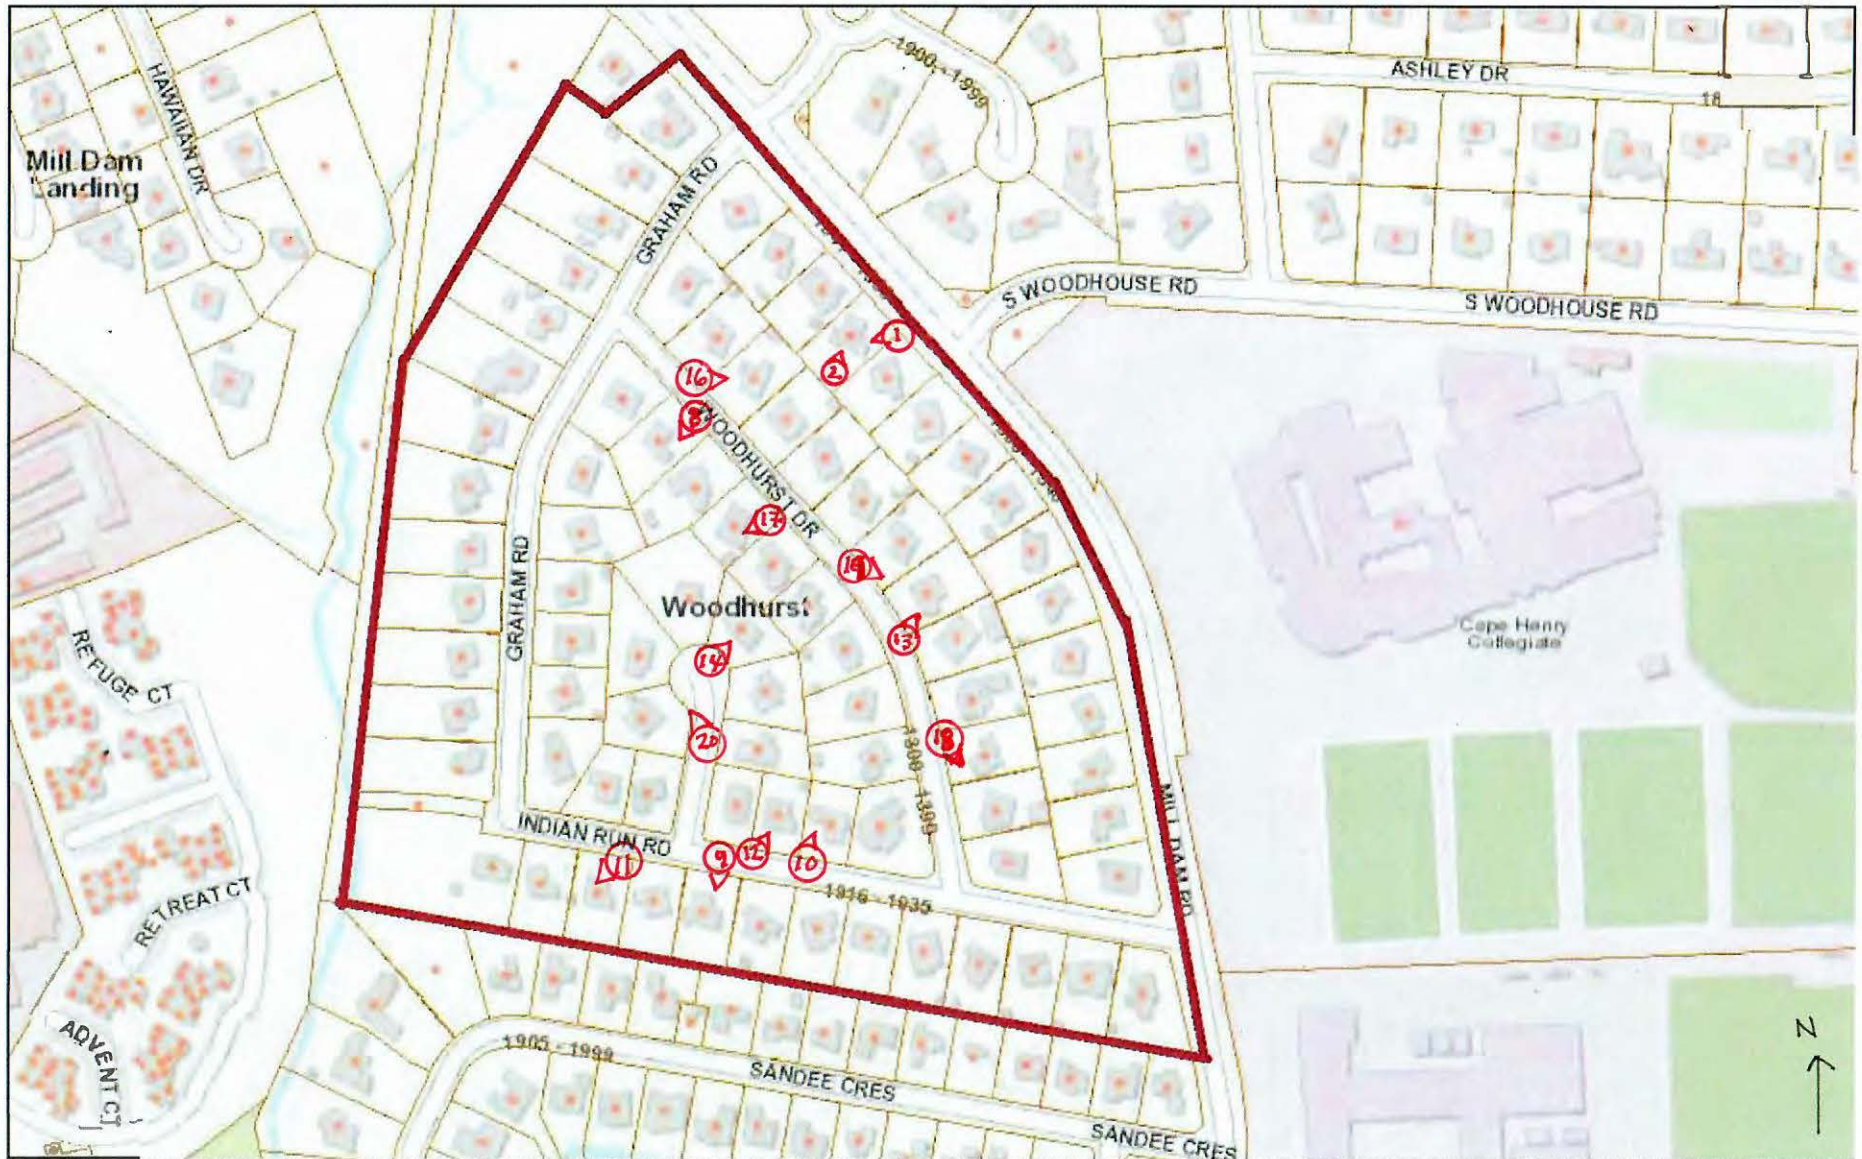 1900 - 1999
ASHLEY DR
18
HAWAIIAN DR
Mill Dam
Landing
GRAHAM RD
S WOODHOUSE RD
S WOODHOUSE RD
1
2
16
8
WOODHURST DR
17
GRAHAM RD
Woodhurst
13
14
Cape Henry
Collegiate
REFUGE CT
20
18
1300 - 1399
MILL DAM RD
INDIAN RUN RD
11
9
12
10
1916 - 1935
RETREAT CT
ADVENT CT
1905 - 1999
SANDEE CRES
SANDEE CRES
N